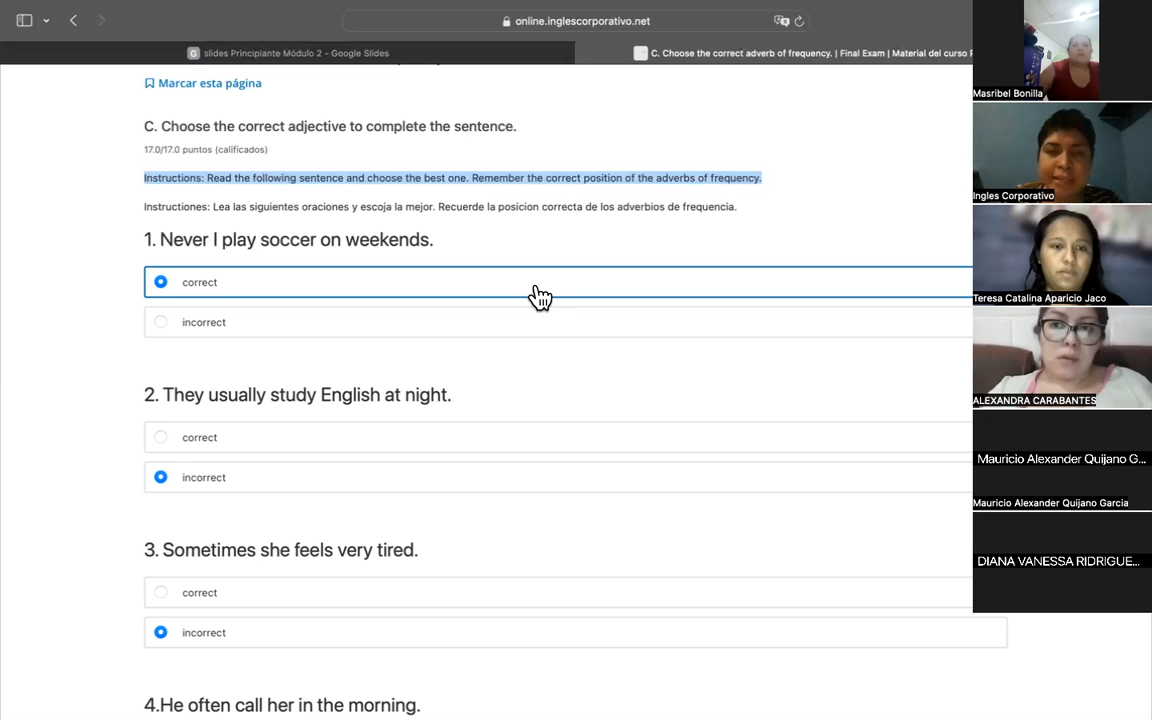 online.inglescorporativo.net
G slides Principiante Módulo 2 - Google Slides
C. Choose the correct adverb of frequency. | Final Exam | Material del curso
Marcar esta página
C. Choose the correct adjective to complete the sentence.
17.0/17.0 puntos (calificados)
Instructions: Read the following sentence and choose the best one. Remember the correct position of the adverbs of frequency.
Instructiones: Lea las siguientes oraciones y escoja la mejor. Recuerde la posicion correcta de los adverbios de frecuencia.
1. Never I play soccer on weekends.
correct
incorrect
2. They usually study English at night.
correct
incorrect
3. Sometimes she feels very tired.
correct
incorrect
4.He often call her in the morning.
Masribel Bonilla
Ingles Corporativo
Teresa Catalina Aparicio Jaco
ALEXANDRA CARABANTES
Mauricio Alexander Quijano G...
Mauricio Alexander Quijano Garcia
DIANA VANESSA RIDRIGUE...